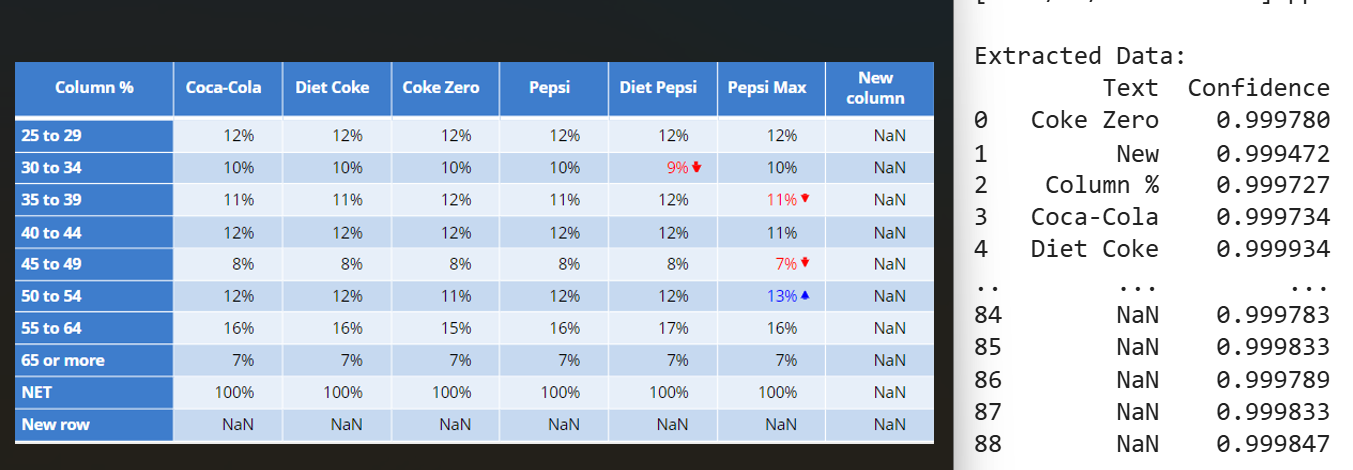 Column % Coca-Cola Diet Coke Coke Zero Pepsi Diet Pepsi Pepsi Max New column
25 to 29 12% 12% 12% 12% 12% 12% NaN
30 to 34 10% 10% 10% 10% 9% 10% NaN
35 to 39 11% 11% 12% 11% 12% 11% NaN
40 to 44 12% 12% 12% 12% 12% 11% NaN
45 to 49 8% 8% 8% 8% 8% 7% NaN
50 to 54 12% 12% 11% 12% 12% 13% NaN
55 to 64 16% 16% 15% 16% 17% 16% NaN
65 or more 7% 7% 7% 7% 7% 7% NaN
NET 100% 100% 100% 100% 100% 100% NaN
New row NaN NaN NaN NaN NaN NaN NaN
Extracted Data:
Text Confidence
0 Coke Zero 0.999780
1 New 0.999472
2 Column % 0.999727
3 Coca-Cola 0.999734
4 Diet Coke 0.999934
.. ... ...
84 NaN 0.999783
85 NaN 0.999833
86 NaN 0.999789
87 NaN 0.999833
88 NaN 0.999847